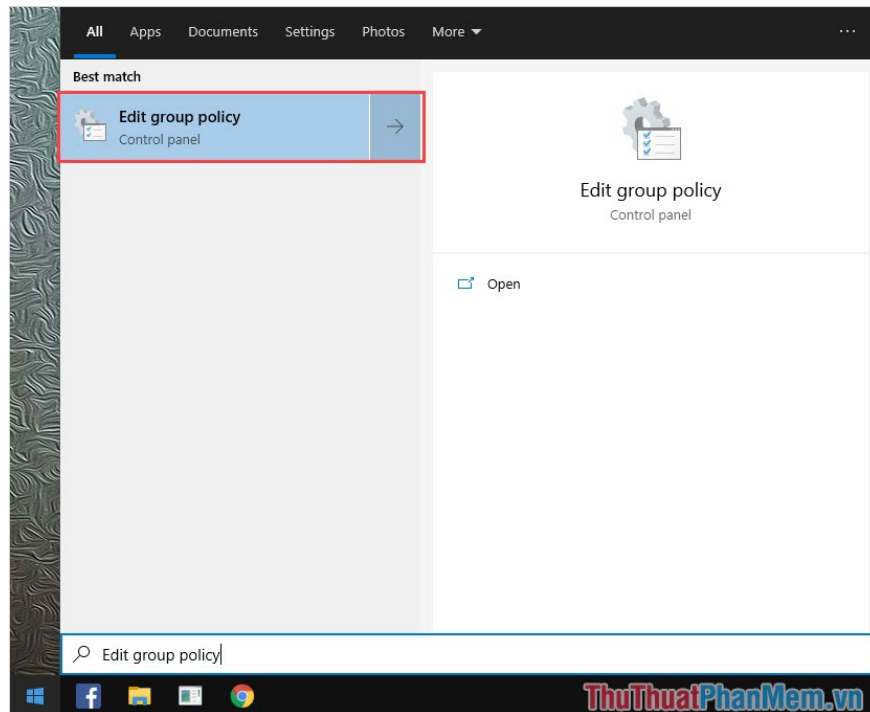 All Apps Documents Settings Photos More
Best match
Edit group policy
Control panel
Edit group policy
Control panel
Open
Edit group policy
ThuThuatPhanMem.vn